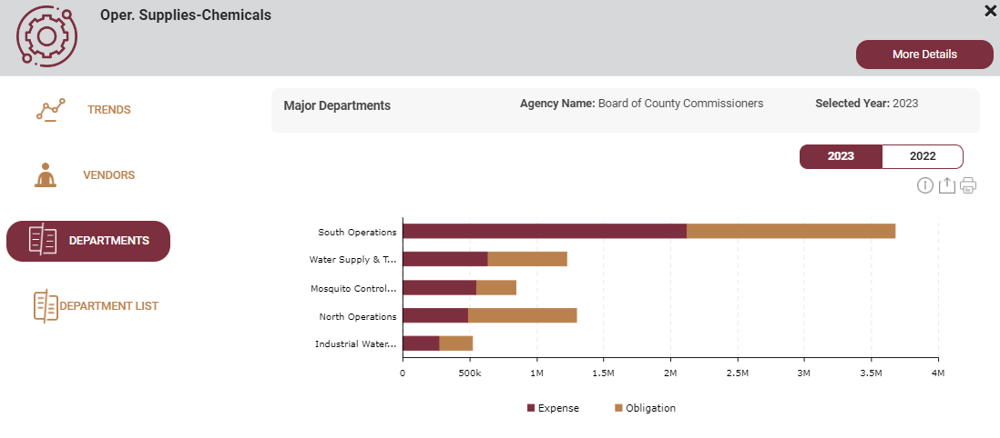 Oper. Supplies-Chemicals
More Details
TRENDS
VENDORS
DEPARTMENTS
DEPARTMENT LIST
Major Departments Agency Name: Board of County Commissioners Selected Year: 2023
2023 2022
South Operations
Water Supply & T...
Mosquito Control...
North Operations
Industrial Water...
0 500k 1M 1.5M 2M 2.5M 3M 3.5M 4M
Expense Obligation